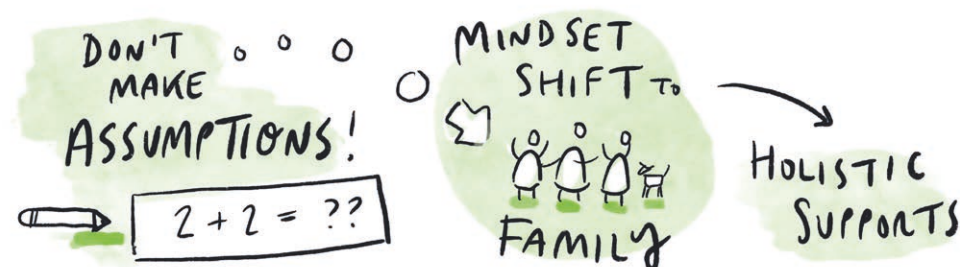 DON'T
MAKE
ASSUMPTIONS!
2 + 2 = ??
MINDSET
SHIFT TO
FAMILY
HOLISTIC
SUPPORTS